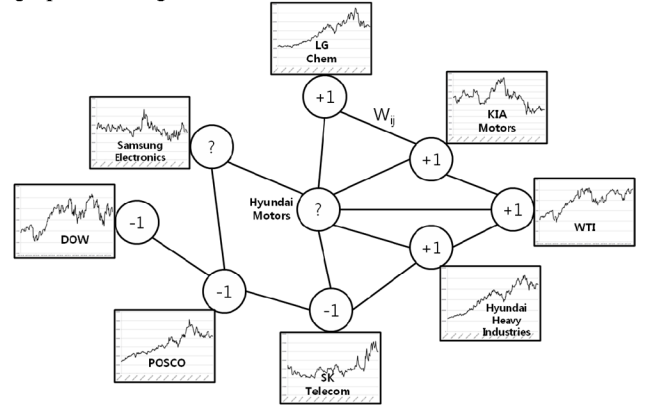 LG
Chem
+1
W_ij
KIA
Motors
+1
Samsung
Electronics
?
Hyundai
Motors
?
+1
WTI
DOW
-1
+1
Hyundai
Heavy
Industries
-1
POSCO
-1
SK
Telecom